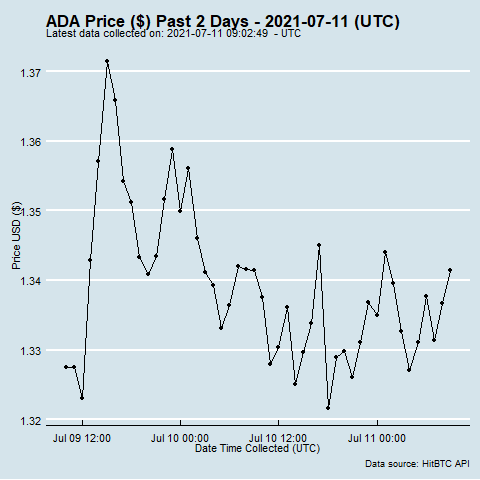 ADA Price ($) Past 2 Days - 2021-07-11 (UTC)
Latest data collected on: 2021-07-11 09:02:49 - UTC
1.37
1.36
1.35
1.34
1.33
1.32
Price USD ($)
Jul 09 12:00
Jul 10 00:00
Jul 10 12:00
Jul 11 00:00
Date Time Collected (UTC)
Data source: HitBTC API